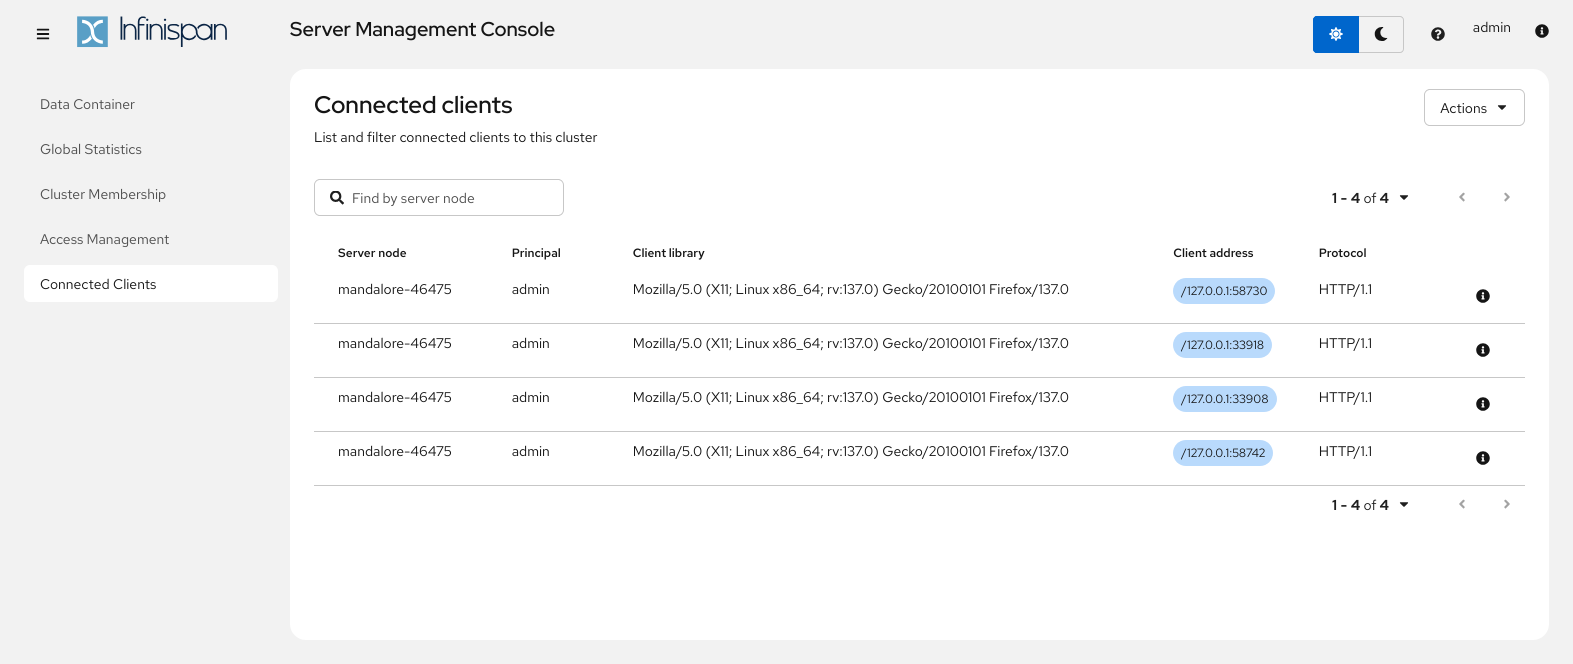 Infinispan
Server Management Console
admin
Data Container
Global Statistics
Cluster Membership
Access Management
Connected Clients
Connected clients
Actions
List and filter connected clients to this cluster
Find by server node
1 - 4 of 4
Server node Principal Client library Client address Protocol
mandalore-46475 admin Mozilla/5.0 (X11; Linux x86_64; rv:137.0) Gecko/20100101 Firefox/137.0 /127.0.0.1:58730 HTTP/1.1
mandalore-46475 admin Mozilla/5.0 (X11; Linux x86_64; rv:137.0) Gecko/20100101 Firefox/137.0 /127.0.0.1:33918 HTTP/1.1
mandalore-46475 admin Mozilla/5.0 (X11; Linux x86_64; rv:137.0) Gecko/20100101 Firefox/137.0 /127.0.0.1:33908 HTTP/1.1
mandalore-46475 admin Mozilla/5.0 (X11; Linux x86_64; rv:137.0) Gecko/20100101 Firefox/137.0 /127.0.0.1:58742 HTTP/1.1
1 - 4 of 4